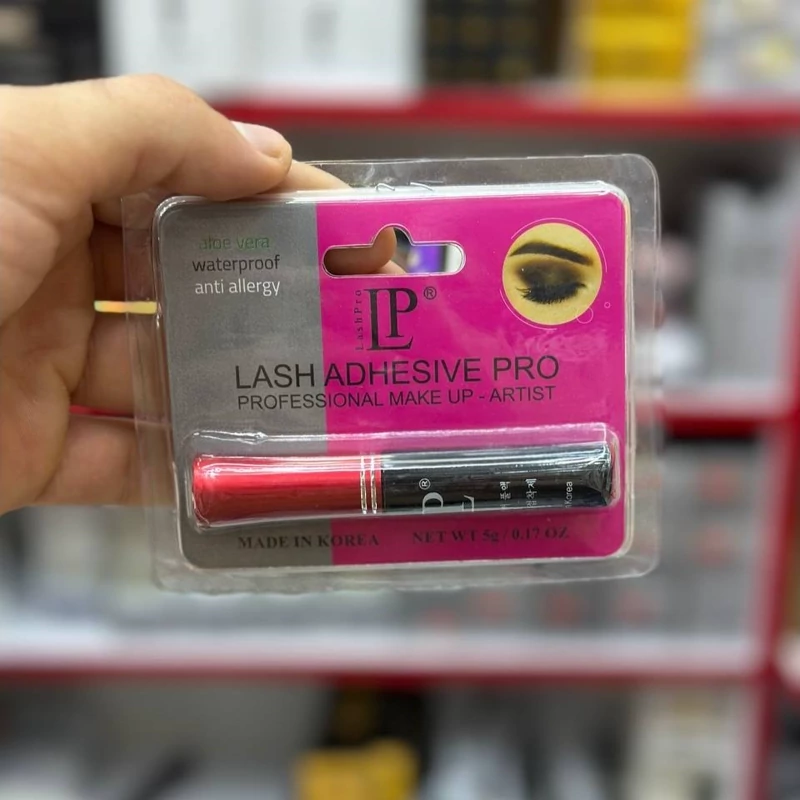 aloe vera
waterproof
anti allergy
LashPro
LP®
LASH ADHESIVE PRO
PROFESSIONAL MAKE UP - ARTIST
P®
Korea
MADE IN KOREA
NET WT 5g / 0.17 OZ